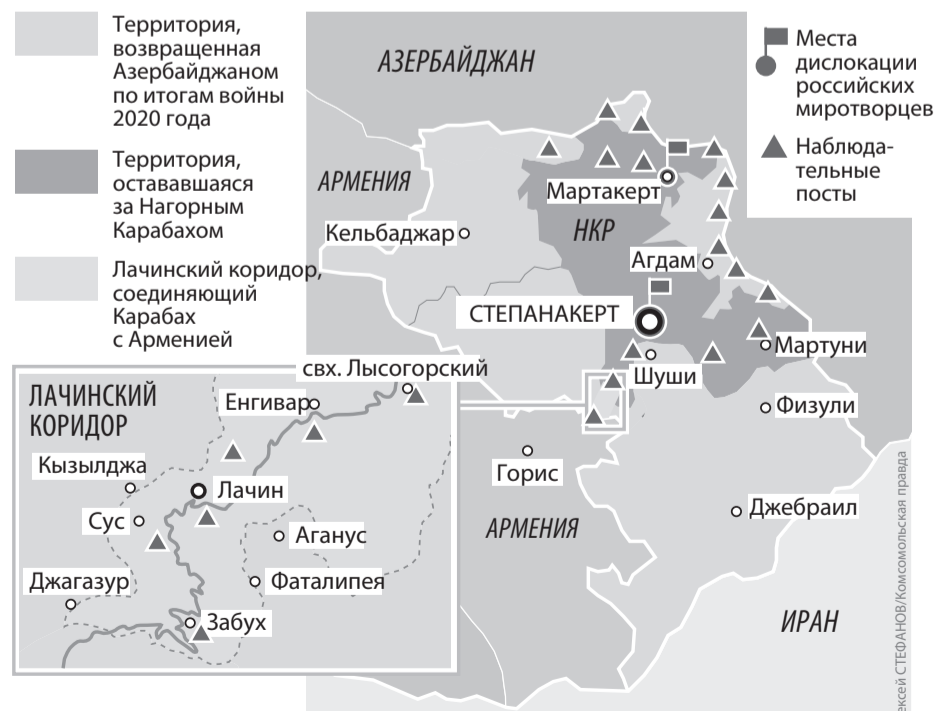 Территория,
возвращенная
Азербайджаном
по итогам войны
2020 года
Территория,
остававшаяся
за Нагорным
Карабахом
Лачинский коридор,
соединяющий
Карабах
с Арменией
Места
дислокации
российских
миротворцев
Наблюда-
тельные
посты
АЗЕРБАЙДЖАН
АРМЕНИЯ
Мартакерт
НКР
Кельбаджар
Агдам
СТЕПАНАКЕРТ
Мартуни
Шуши
Физули
Горис
Джебраил
АРМЕНИЯ
ИРАН
ЛАЧИНСКИЙ
КОРИДОР
свх. Лысогорский
Енгивар
Кызылджа
Лачин
Сус
Аганус
Джагазур
Фаталипея
Забух
СТЕФАНОВ/Комсомольская правда